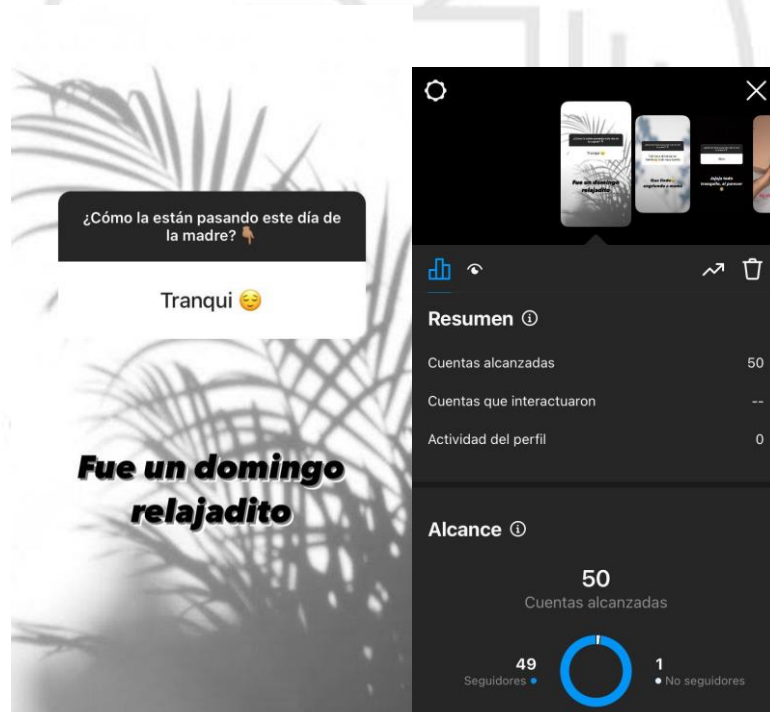 ¿Cómo la están pasando este día de
la madre? 👇🏽
Tranqui 😌
Fue un domingo
relajadito
Resumen
Cuentas alcanzadas 50
Cuentas que interactuaron --
Actividad del perfil 0
Alcance
50
Cuentas alcanzadas
49
Seguidores
1
No seguidores